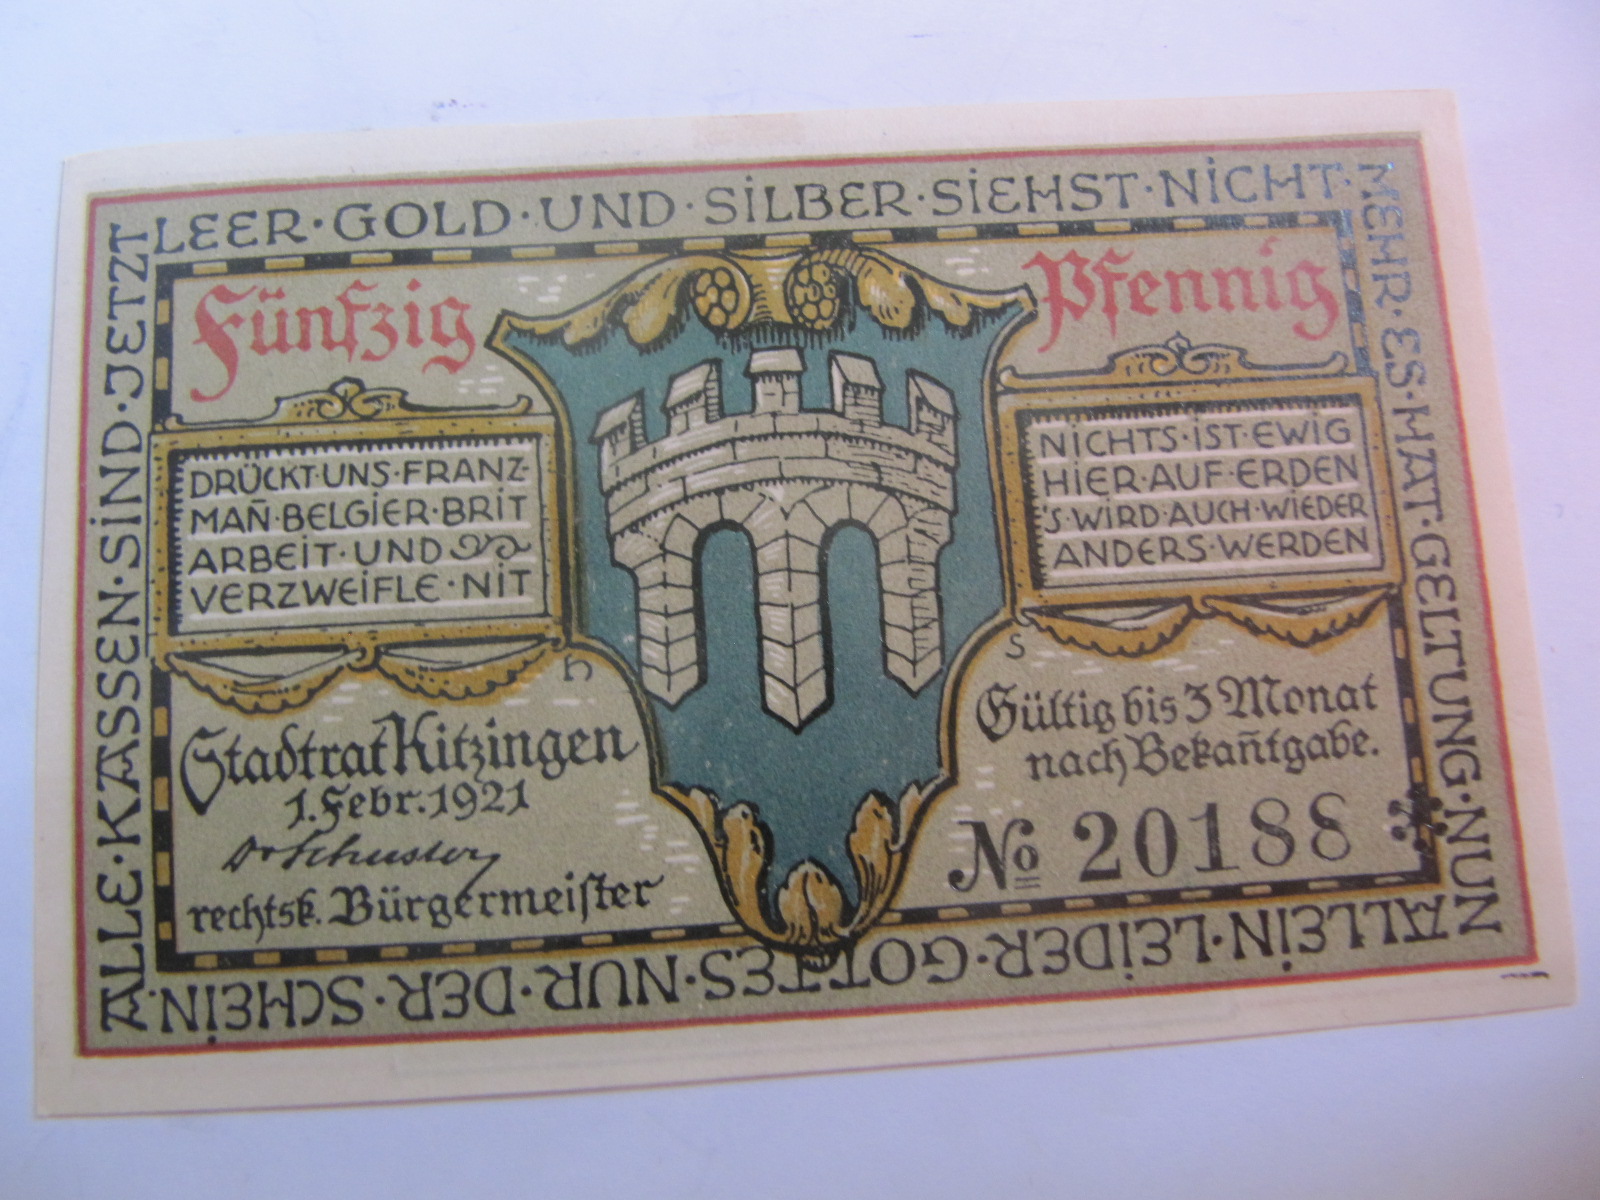 ALLE·KASSEN·SIND·JETZT
LEER·GOLD·UND·SILBER·SIEHST·NICHT·
MEHR·ES·HAT·GELTUNG·NUN
ALLEIN·LEIDER·GOTTES·NUR·DER·SCHEIN.
Fünfzig Pfennig
DRÜCKT·UNS·FRANZ-
MAÑ·BELGIER·BRIT
ARBEIT·UND
VERZWEIFLE·NIT
NICHTS·IST·EWIG
HIER·AUF·ERDEN
'S·WIRD·AUCH·WIEDER
ANDERS·WERDEN
H
S
Stadtrat Kitzingen
1. Febr. 1921
Dr Schuster
rechtsk. Bürgermeiſter
Gültig bis 3 Monat
nach Bekañtgabe.
№ 20188